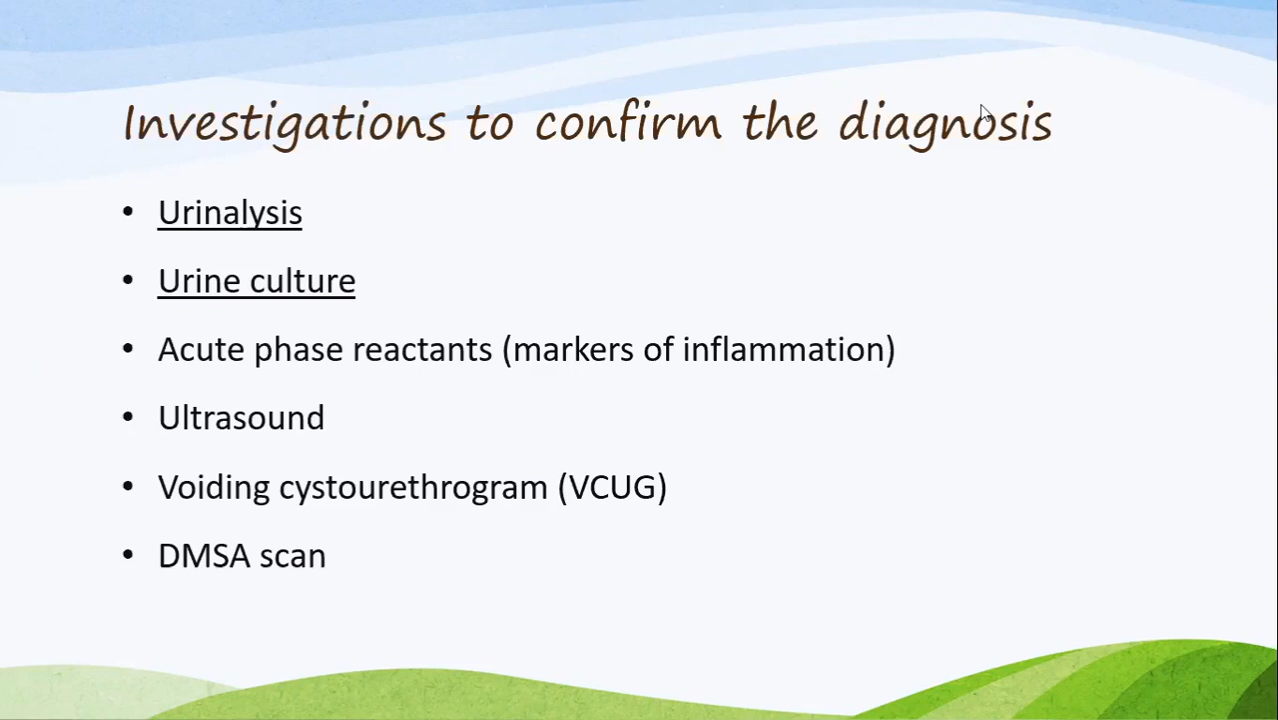 Investigations to confirm the diagnosis
• Urinalysis
• Urine culture
• Acute phase reactants (markers of inflammation)
• Ultrasound
• Voiding cystourethrogram (VCUG)
• DMSA scan